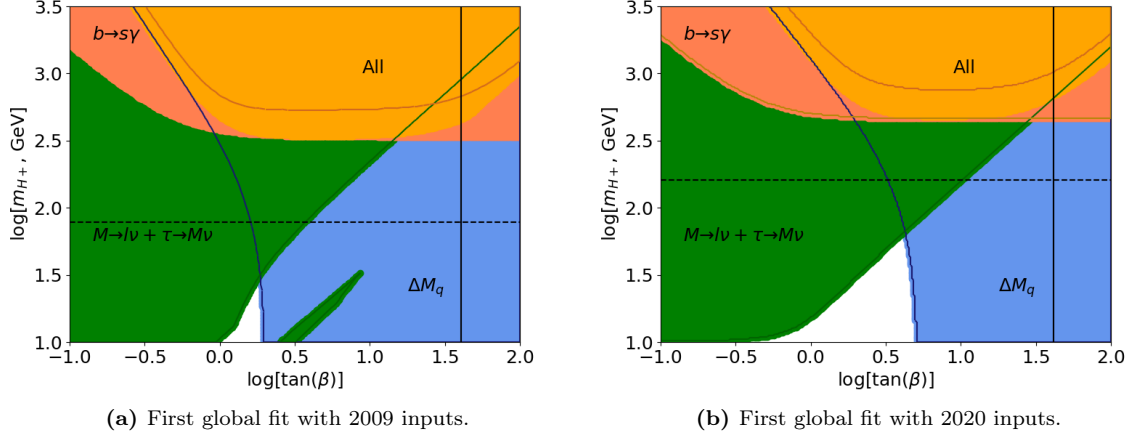 3.5
3.0
2.5
2.0
1.5
1.0
log[m_{H+}, GeV]
b→sγ
All
M→lν + τ→Mν
ΔM_q
−1.0 −0.5 0.0 0.5 1.0 1.5 2.0
log[tan(β)]
(a) First global fit with 2009 inputs.
3.5
3.0
2.5
2.0
1.5
1.0
log[m_{H+}, GeV]
b→sγ
All
M→lν + τ→Mν
ΔM_q
−1.0 −0.5 0.0 0.5 1.0 1.5 2.0
log[tan(β)]
(b) First global fit with 2020 inputs.